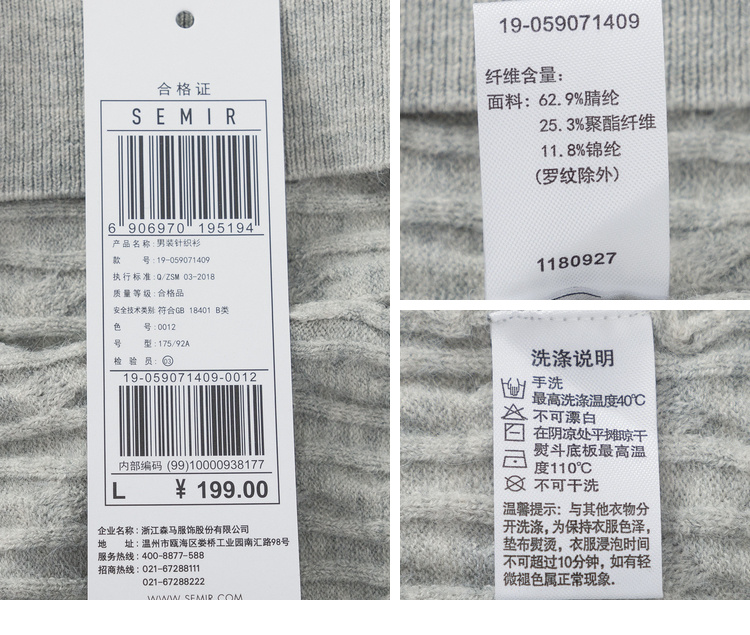 合格证
SEMIR
6 906970 195194
产品名称:男装针织衫
款 号:19-059071409
执行标准:Q/ZSM 03-2018
质量等级:合格品
安全技术类别:符合GB 18401 B类
色 号:0012
号 型:175/92A
检 验 员:03
19-059071409-0012
内部编码 (99)10000938177
L ¥ 199.00
企业名称:浙江森马服饰股份有限公司
地 址:温州市瓯海区娄桥工业园南汇路98号
服务热线:400-8877-588
招商热线:021-67288111
021-67288222
WWW.SEMIR.COM
19-059071409
纤维含量:
面料:62.9%腈纶
25.3%聚酯纤维
11.8%锦纶
(罗纹除外)
1180927
洗涤说明
手洗
最高洗涤温度40℃
不可漂白
在阴凉处平摊晾干
熨斗底板最高温
度110℃
不可干洗
温馨提示:与其他衣物分
开洗涤,为保持衣服色泽,
垫布熨烫,衣服浸泡时间
不可超过10分钟,如有轻
微褪色属正常现象.